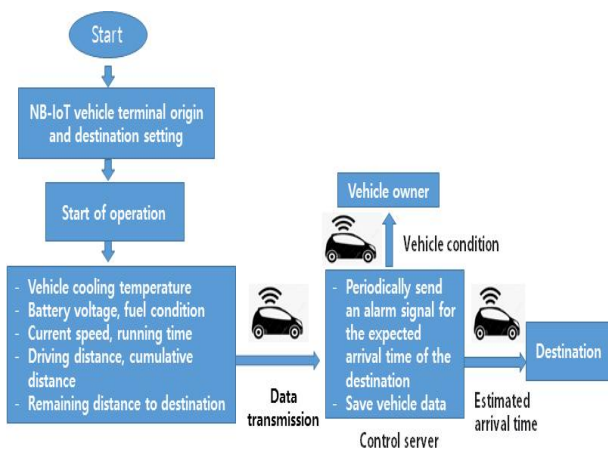 Start
NB-IoT vehicle terminal origin
and destination setting
Start of operation
- Vehicle cooling temperature
- Battery voltage, fuel condition
- Current speed, running time
- Driving distance, cumulative
distance
- Remaining distance to destination
Data
transmission
Vehicle owner
Vehicle condition
- Periodically send
an alarm signal for
the expected
arrival time of the
destination
- Save vehicle data
Control server
Estimated
arrival time
Destination